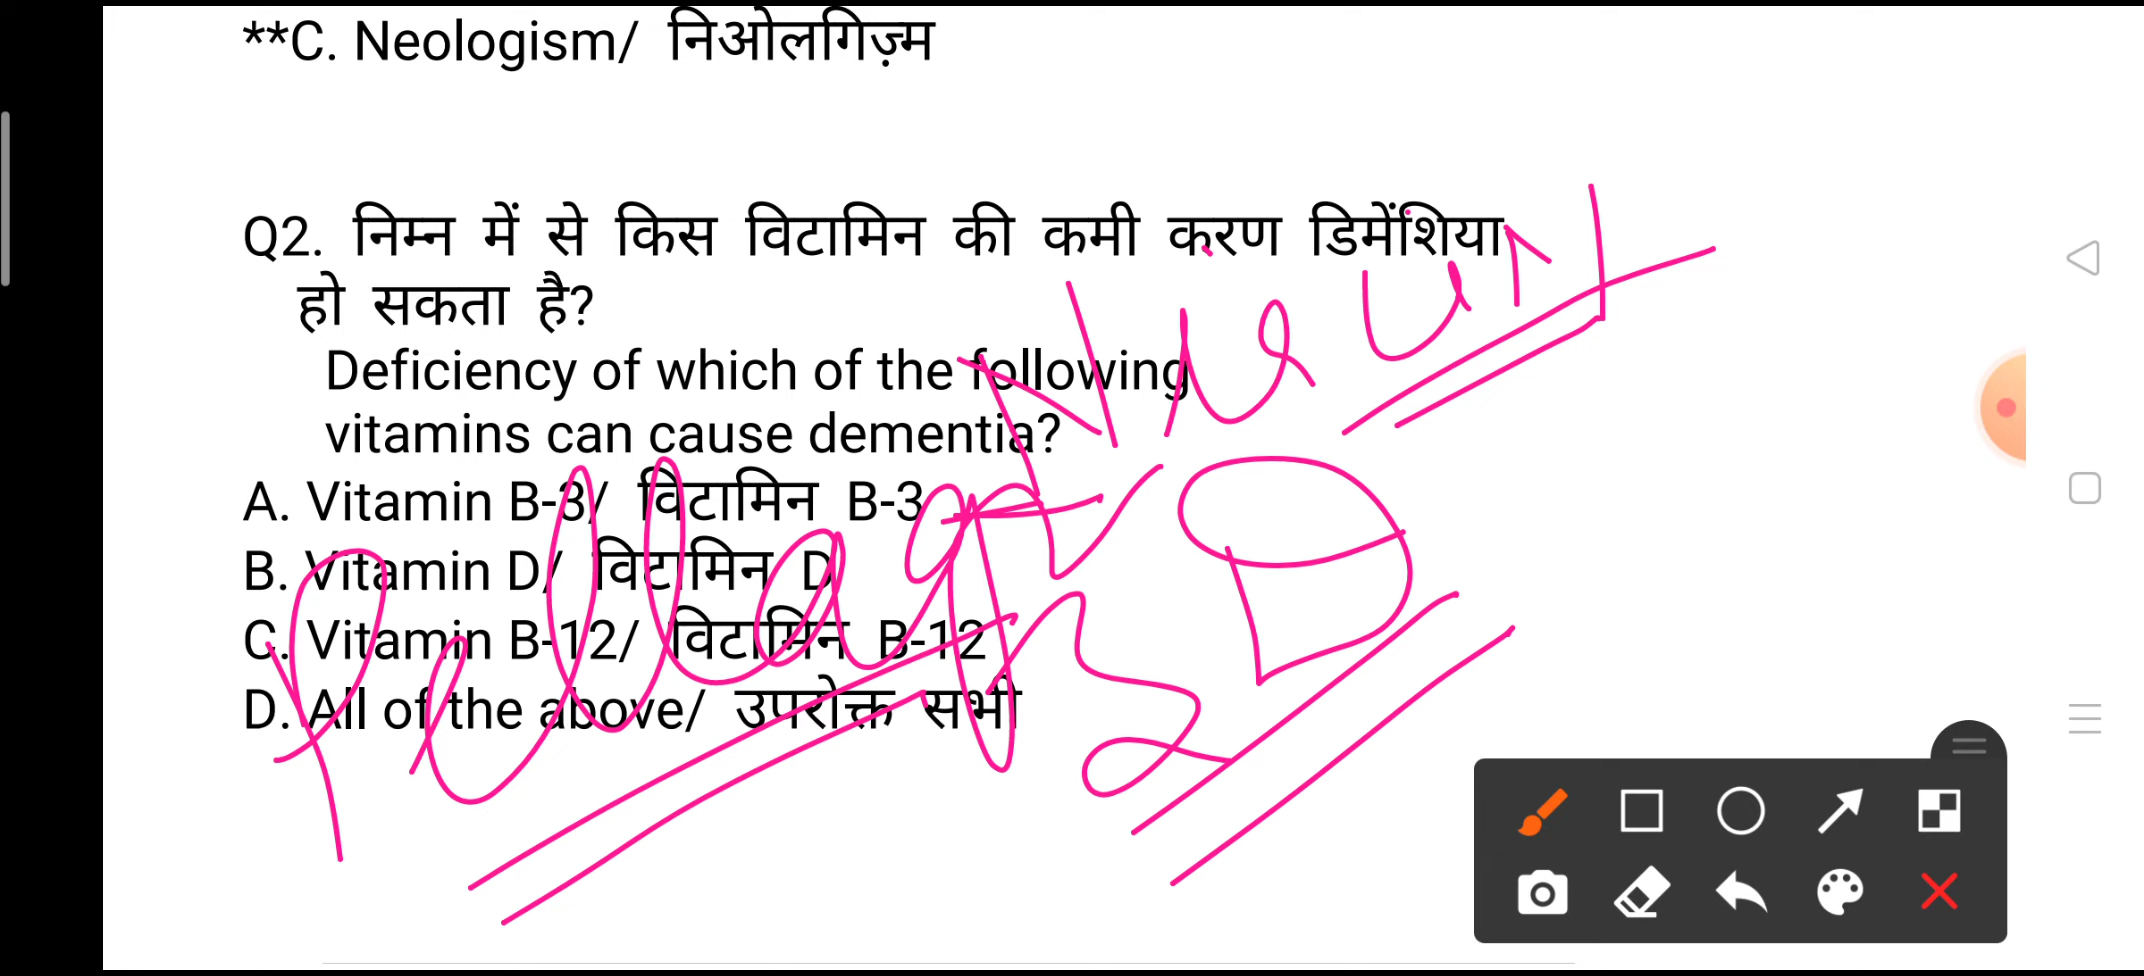 **C. Neologism/ निओलगिज़्म
Q2. निम्न में से किस विटामिन की कमी करण डिमेंशिया
हो सकता है?
Deficiency of which of the following
vitamins can cause dementia?
A. Vitamin B-3/ विटामिन B-3
B. Vitamin D/ विटामिन D
C. Vitamin B-12/ विटामिन B-12
D. All of the above/ उपरोक्त सभी
Pellagra
3 D